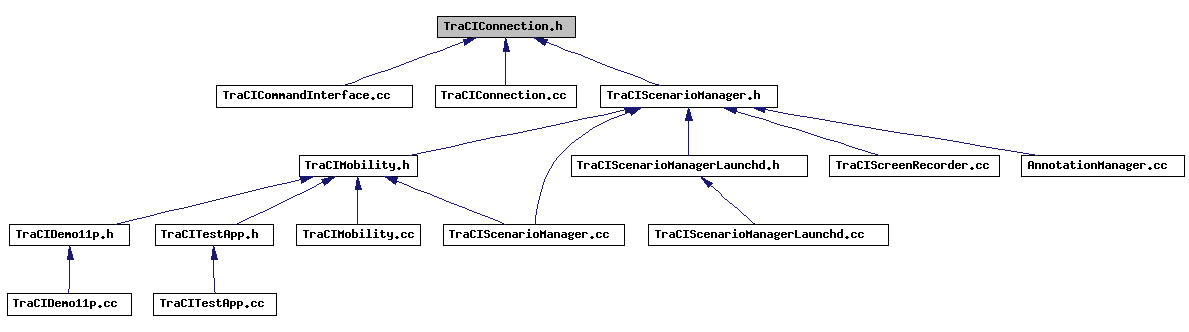 TraCIConnection.h
TraCICommandInterface.cc
TraCIConnection.cc
TraCIScenarioManager.h
TraCIMobility.h
TraCIScenarioManagerLaunchd.h
TraCIScreenRecorder.cc
AnnotationManager.cc
TraCIDemo11p.h
TraCITestApp.h
TraCIMobility.cc
TraCIScenarioManager.cc
TraCIScenarioManagerLaunchd.cc
TraCIDemo11p.cc
TraCITestApp.cc